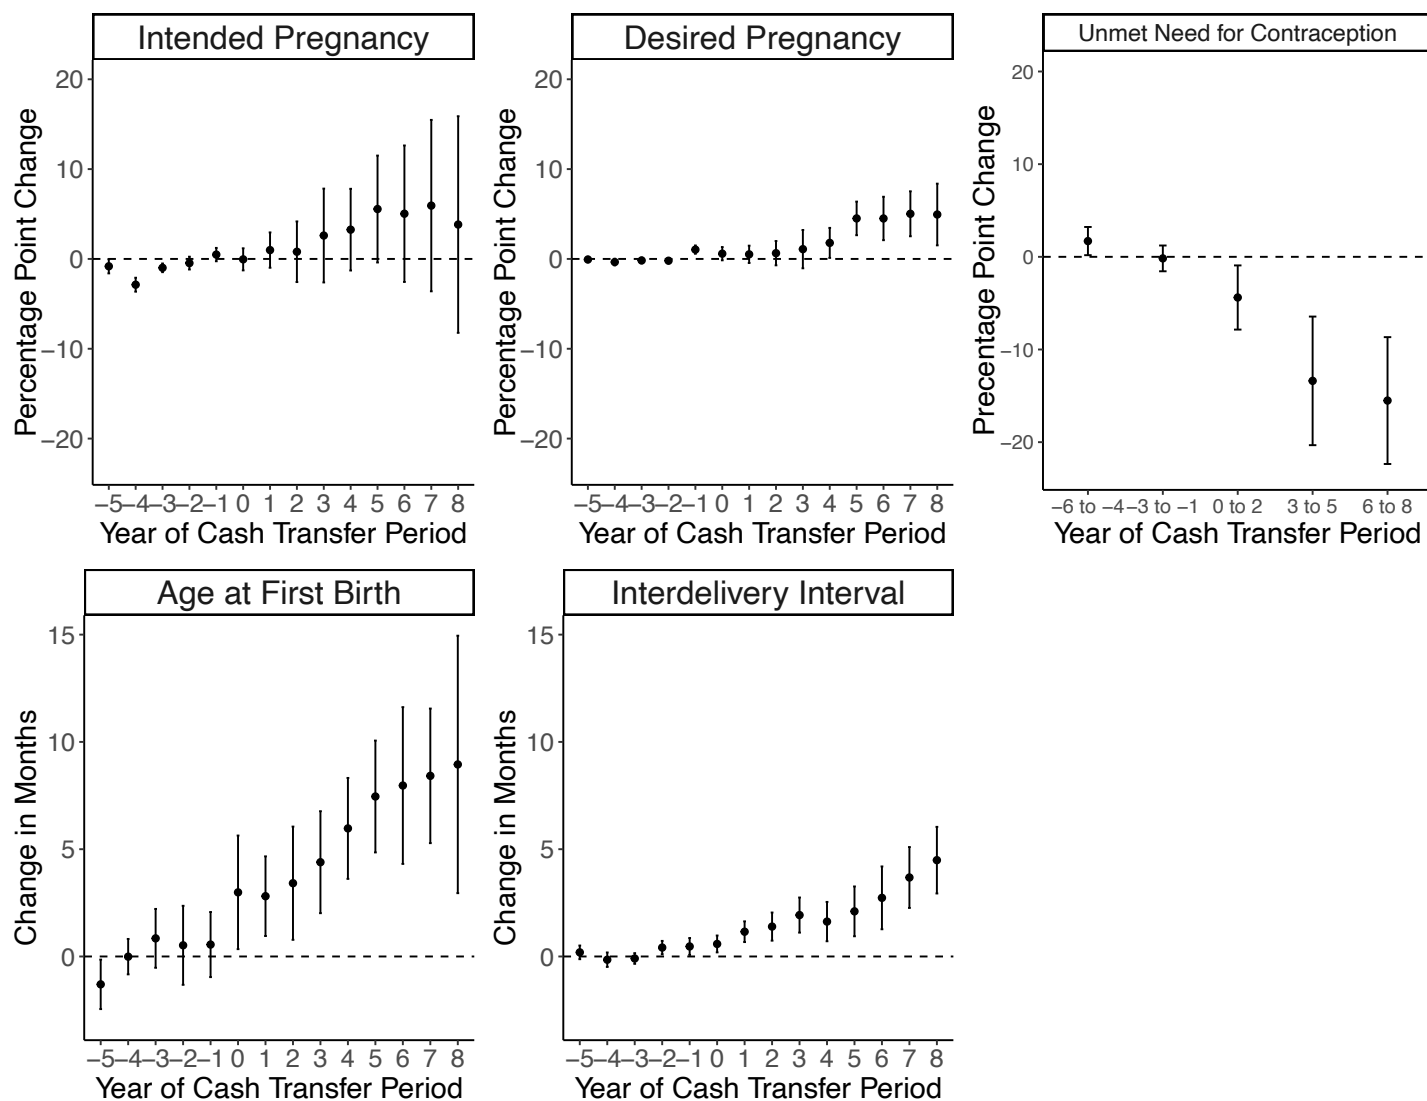 Intended Pregnancy
Percentage Point Change
20
10
0
−10
−20
−5 −4 −3 −2 −1 0 1 2 3 4 5 6 7 8
Year of Cash Transfer Period
Desired Pregnancy
Percentage Point Change
20
10
0
−10
−20
−5 −4 −3 −2 −1 0 1 2 3 4 5 6 7 8
Year of Cash Transfer Period
Unmet Need for Contraception
Precentage Point Change
20
10
0
−10
−20
−6 to −4 −3 to −1 0 to 2 3 to 5 6 to 8
Year of Cash Transfer Period
Age at First Birth
Change in Months
15
10
5
0
−5 −4 −3 −2 −1 0 1 2 3 4 5 6 7 8
Year of Cash Transfer Period
Interdelivery Interval
Change in Months
15
10
5
0
−5 −4 −3 −2 −1 0 1 2 3 4 5 6 7 8
Year of Cash Transfer Period